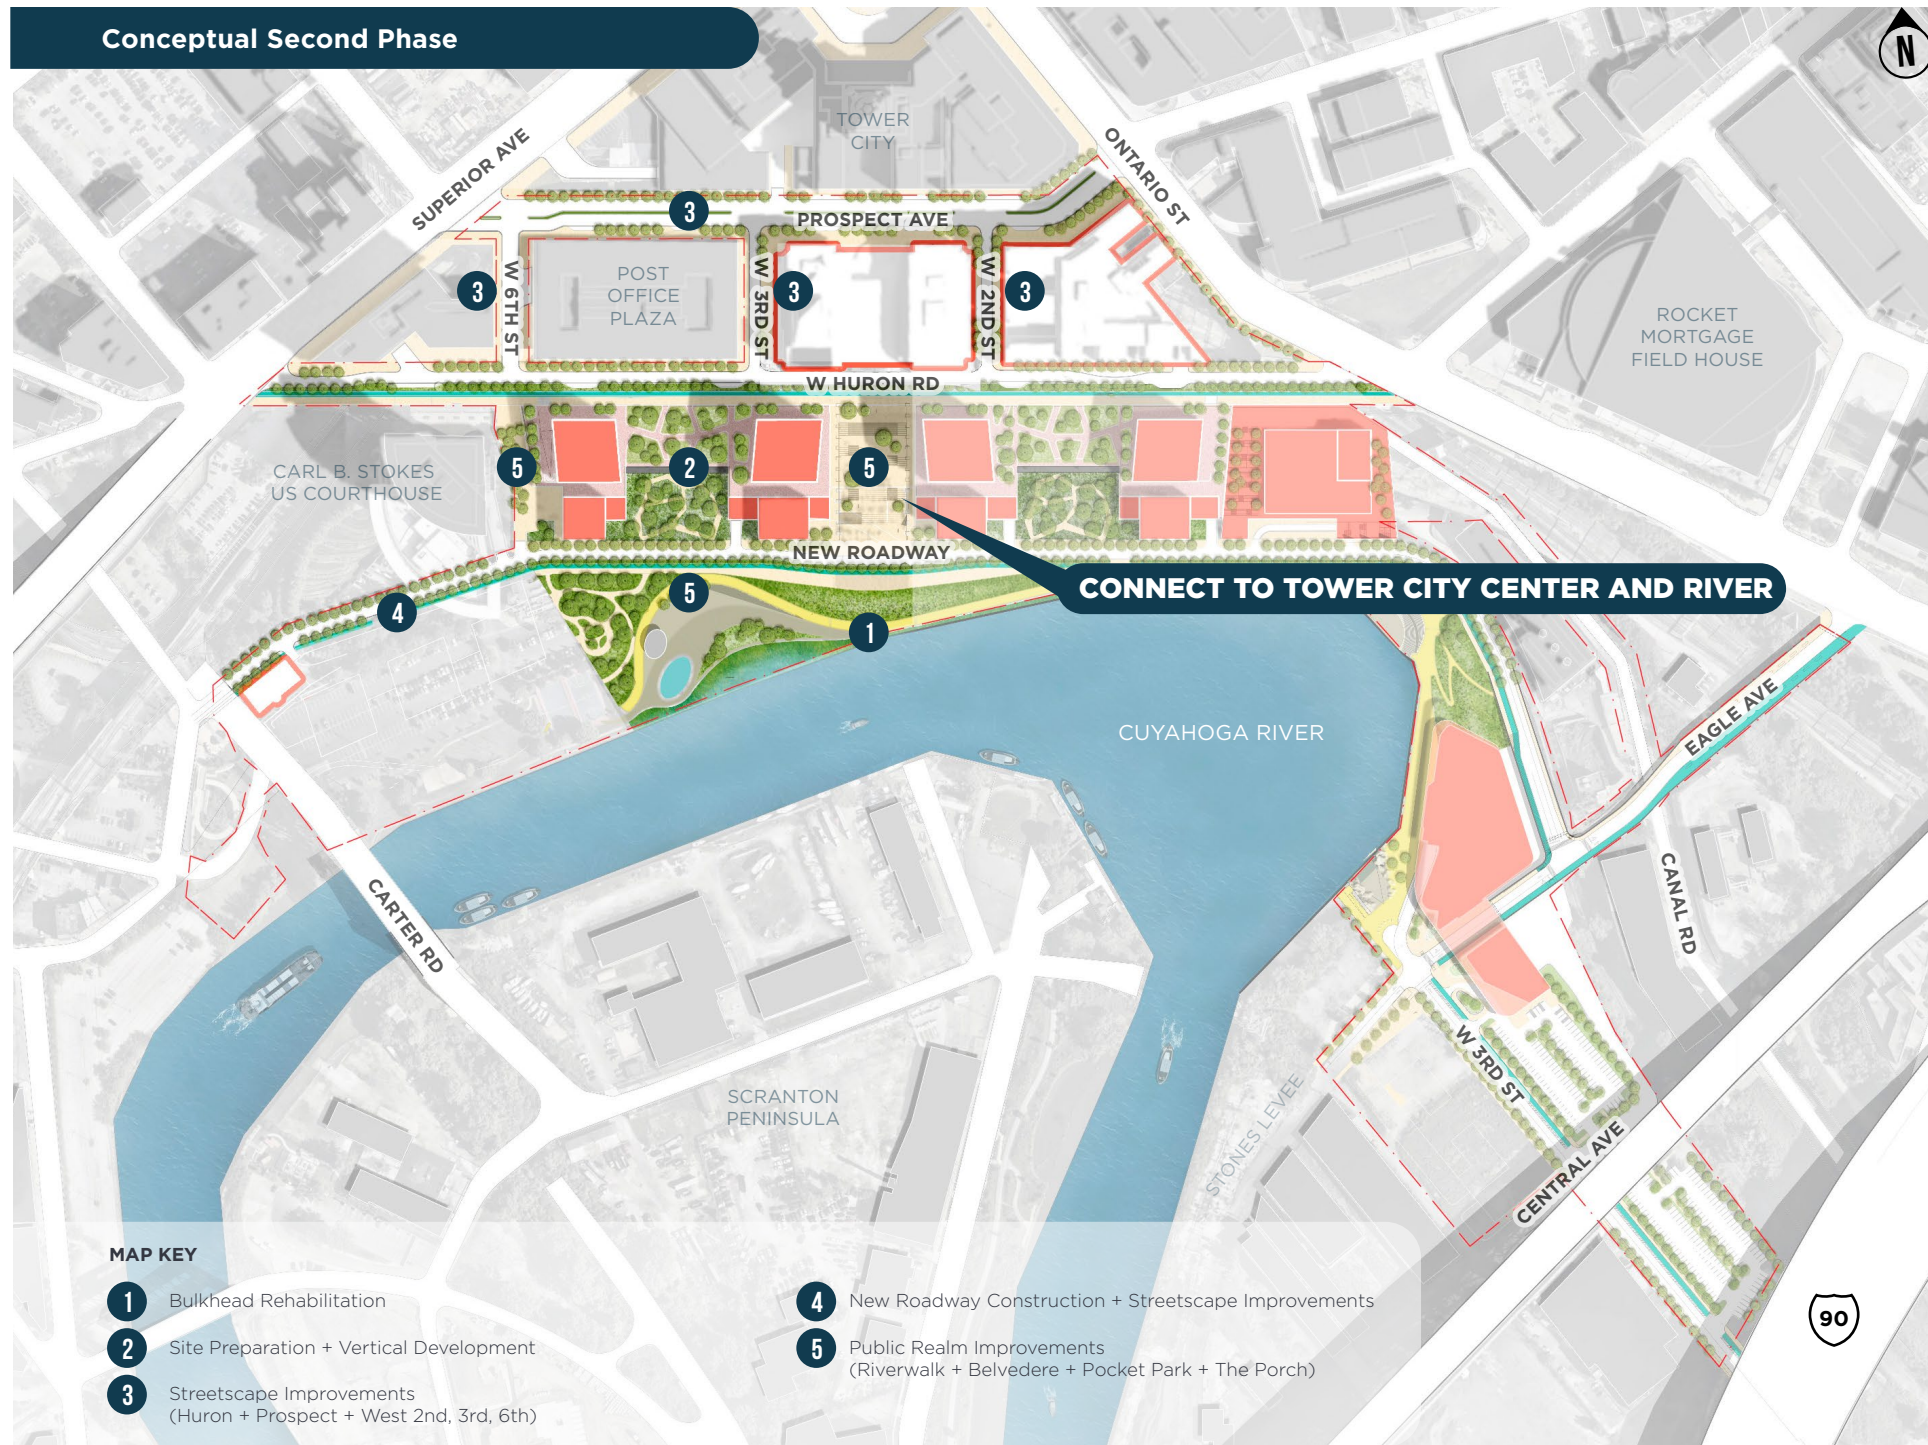 Conceptual Second Phase
N
TOWER
CITY
SUPERIOR AVE
ONTARIO ST
3
PROSPECT AVE
3
W 6TH ST
POST
OFFICE
PLAZA
W 3RD ST
3
W 2ND ST
3
ROCKET
MORTGAGE
FIELD HOUSE
W HURON RD
CARL B. STOKES
US COURTHOUSE
5
2
5
NEW ROADWAY
CONNECT TO TOWER CITY CENTER AND RIVER
4
5
1
CUYAHOGA RIVER
EAGLE AVE
CARTER RD
CANAL RD
W 3RD ST
SCRANTON
PENINSULA
STONES LEVEE
CENTRAL AVE
90
MAP KEY
1 Bulkhead Rehabilitation
2 Site Preparation + Vertical Development
3 Streetscape Improvements
(Huron + Prospect + West 2nd, 3rd, 6th)
4 New Roadway Construction + Streetscape Improvements
5 Public Realm Improvements
(Riverwalk + Belvedere + Pocket Park + The Porch)